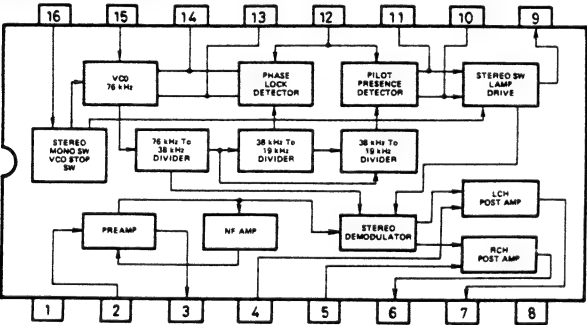 16 15 14 13 12 11 10 9
VCO
76 kHz
PHASE
LOCK
DETECTOR
PILOT
PRESENCE
DETECTOR
STEREO SW
LAMP
DRIVE
STEREO
MONO SW
VCO STOP
SW
76 kHz To
38 kHz
DIVIDER
38 kHz To
19 kHz
DIVIDER
38 kHz To
19 kHz
DIVIDER
PREAMP
NF AMP
STEREO
DEMODULATOR
LCH
POST AMP
RCH
POST AMP
1 2 3 4 5 6 7 8